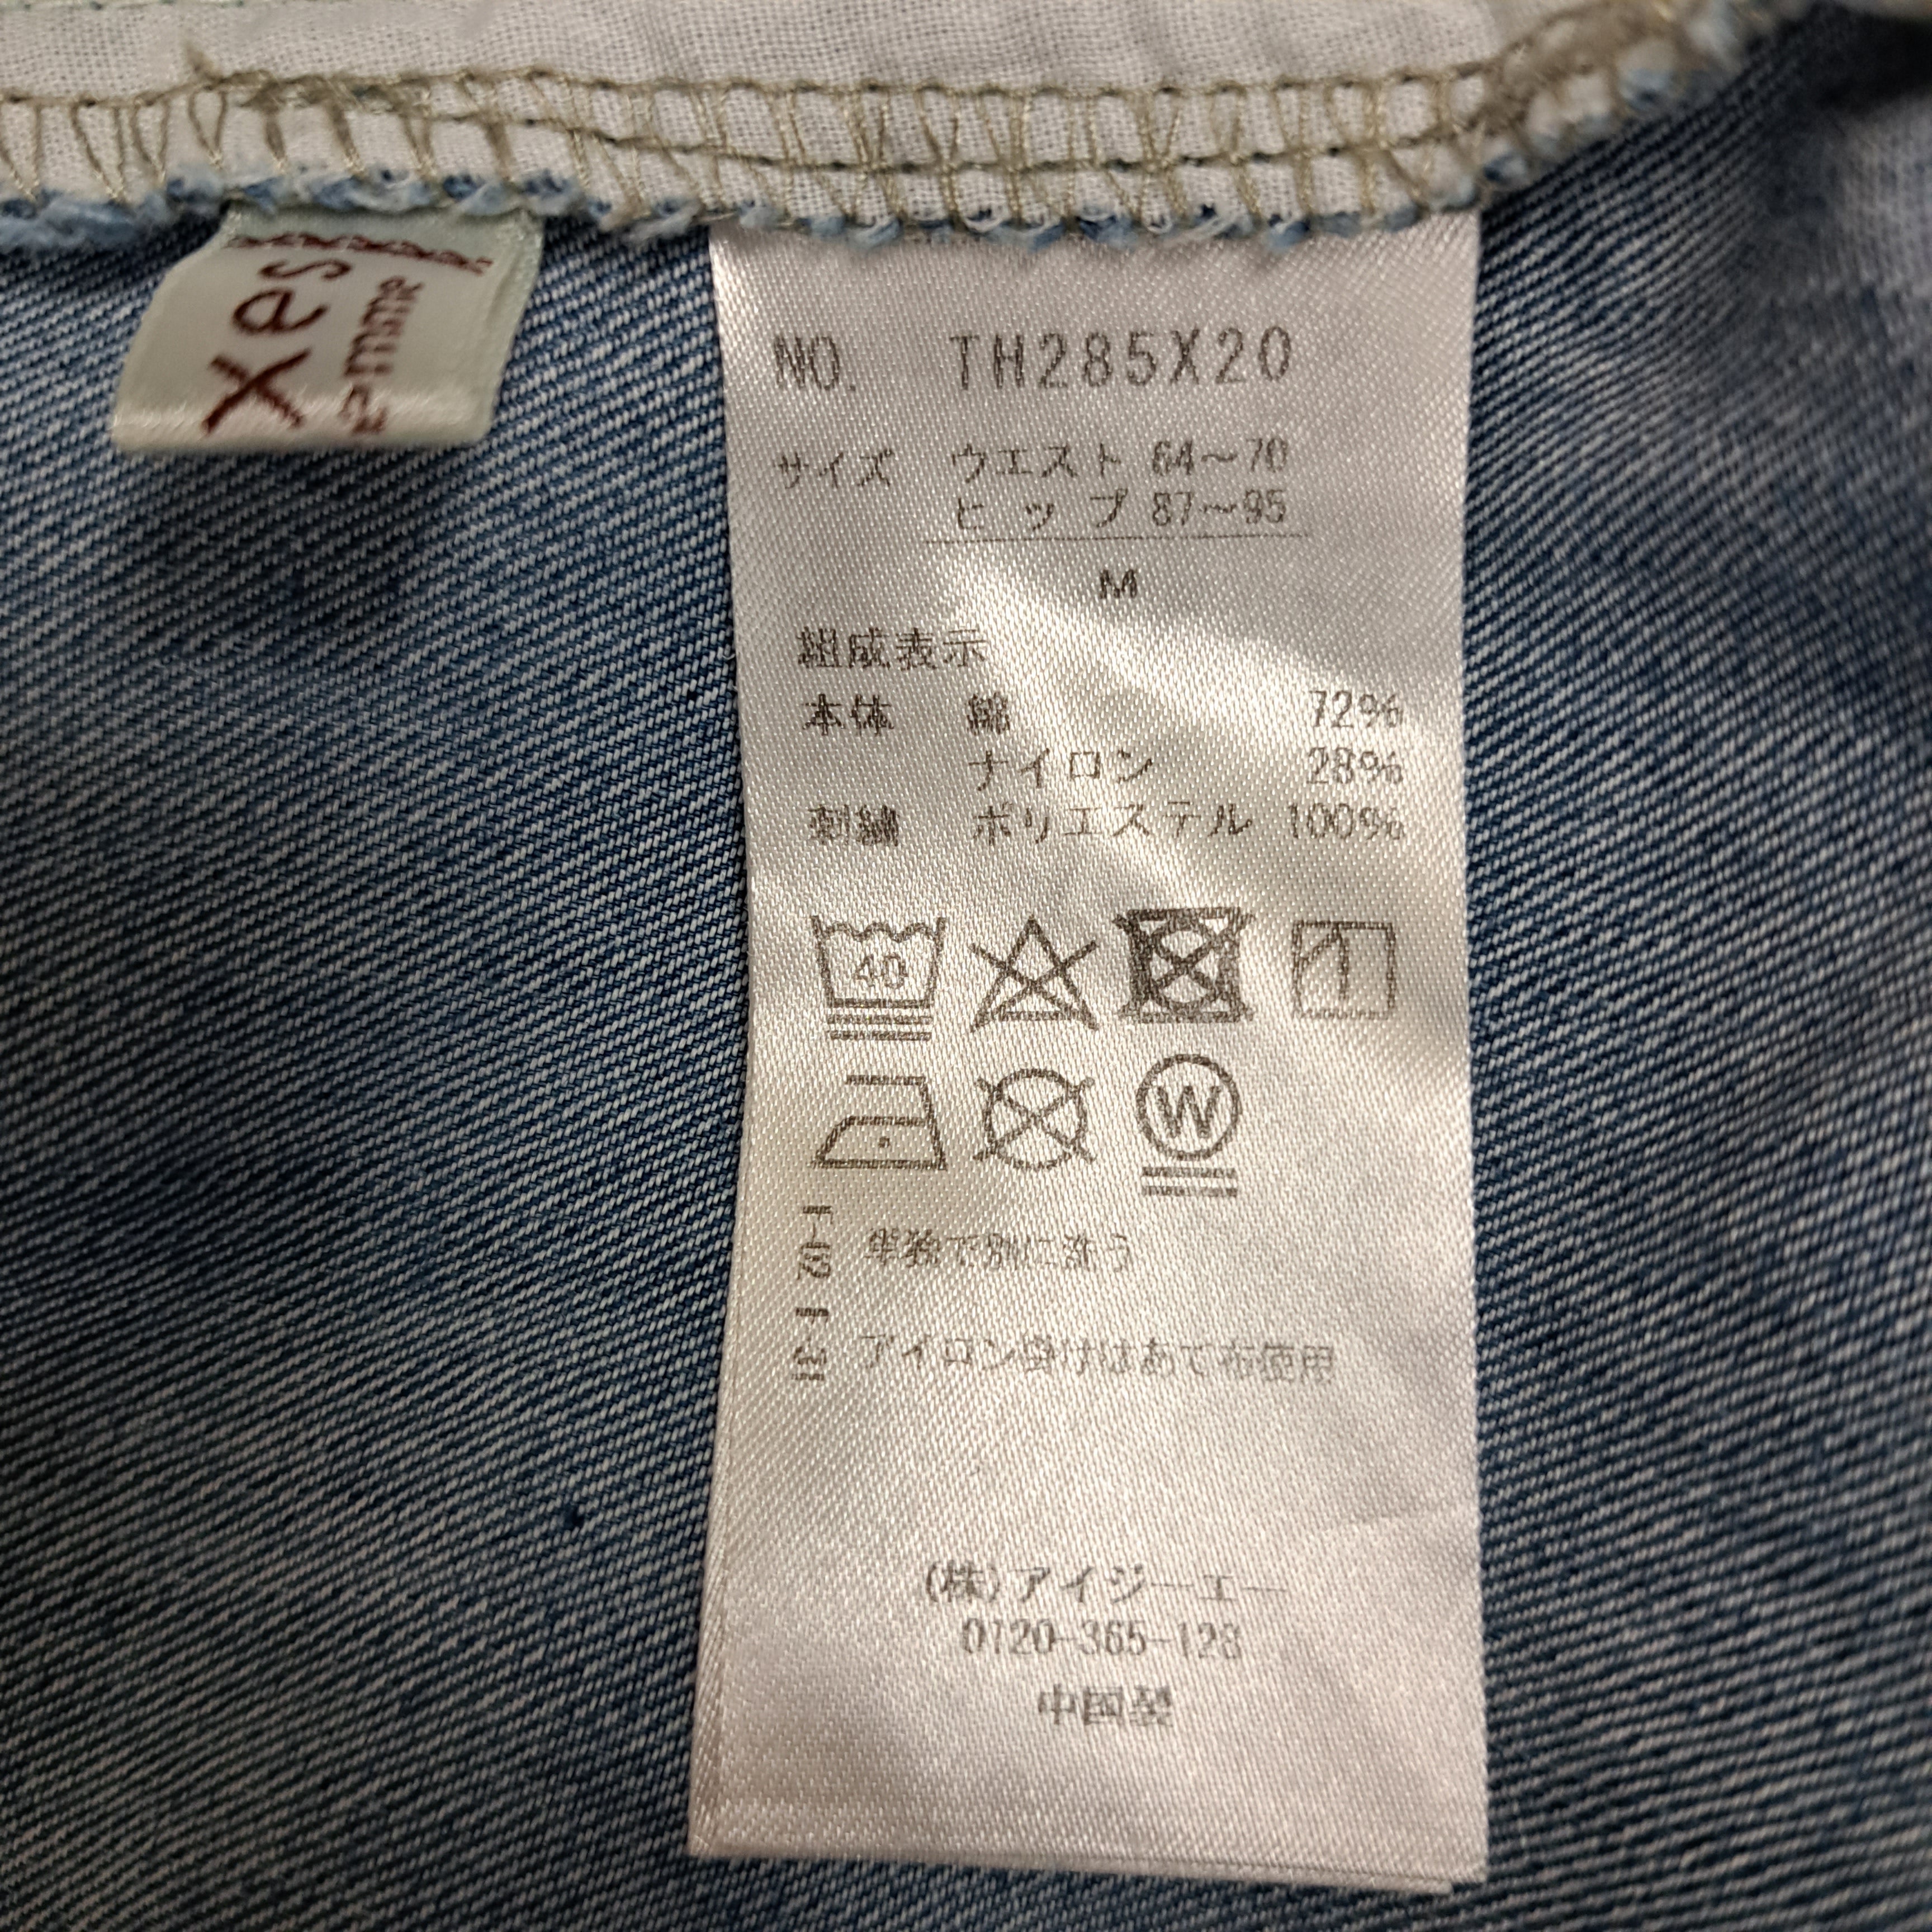 axes
femme
NO. TH285X20
サイズ ウエスト 64～70
ヒップ 87～95
M
組成表示
本体 綿 72%
ナイロン 28%
刺繍 ポリエステル 100%
40
W
単独で別に洗う
アイロン掛けはあて布使用
(株)アイジーエー
0120-365-128
中国製